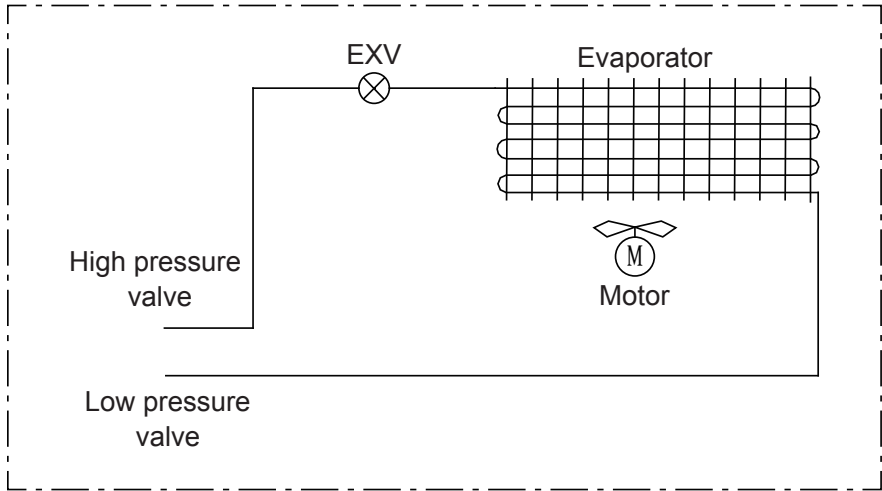 EXV
Evaporator
High pressure
valve
M
Motor
Low pressure
valve